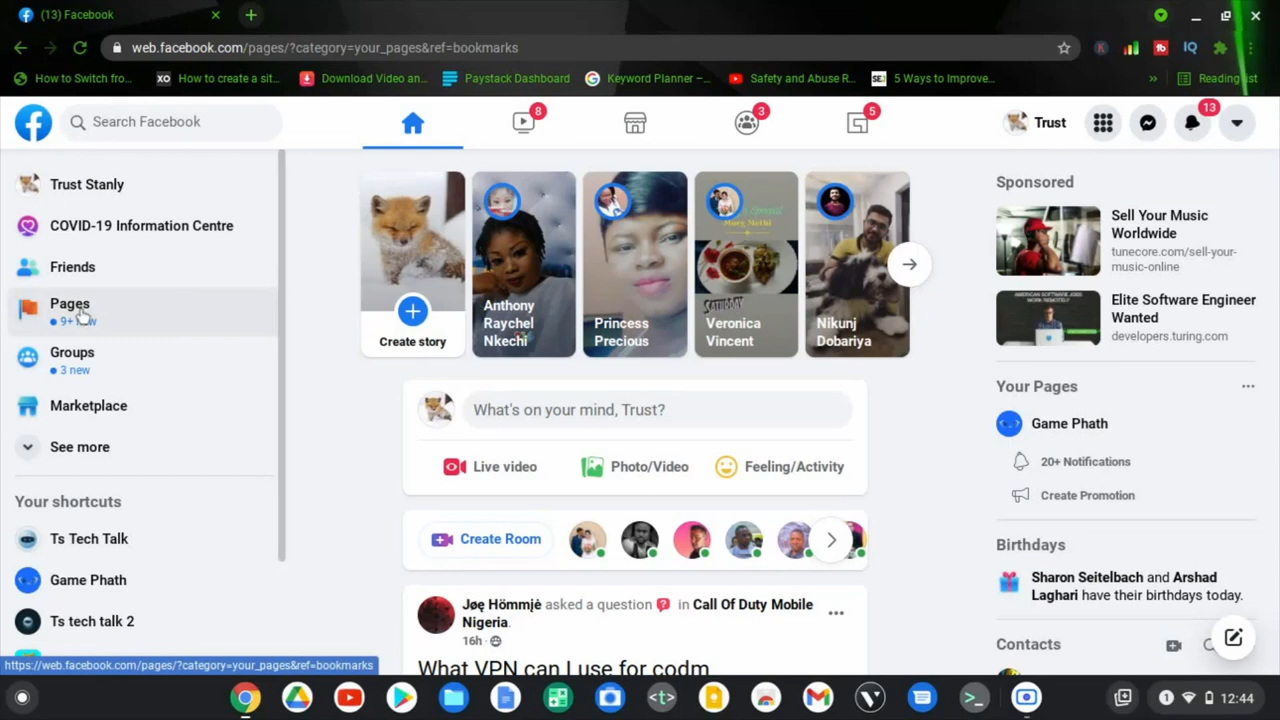 (13) Facebook
web.facebook.com/pages/?category=your_pages&ref=bookmarks
How to Switch fro...
XO How to create a sit...
Download Video an...
Paystack Dashboard
Keyword Planner –...
Safety and Abuse R...
5 Ways to Improve...
»
Reading list
Search Facebook
8
3
5
Trust
13
Trust Stanly
COVID-19 Information Centre
Friends
Pages
9+
Groups
3 new
Marketplace
See more
Your shortcuts
Ts Tech Talk
Game Phath
Ts tech talk 2
https://web.facebook.com/pages/?category=your_pages&ref=bookmarks
Create story
Anthony
Raychel
Nkechi
Princess
Precious
SATURDAY
Veronica
Vincent
Nikunj
Dobariya
What's on your mind, Trust?
Live video
Photo/Video
Feeling/Activity
Create Room
Jøę Hömmjė asked a question in Call Of Duty Mobile
Nigeria.
16h ·
What VPN can I use for codm
Sponsored
Sell Your Music
Worldwide
tunecore.com/sell-your-
music-online
Elite Software Engineer
Wanted
developers.turing.com
Your Pages
Game Phath
20+ Notifications
Create Promotion
Birthdays
Sharon Seitelbach and Arshad
Laghari have their birthdays today.
Contacts
1
12:44